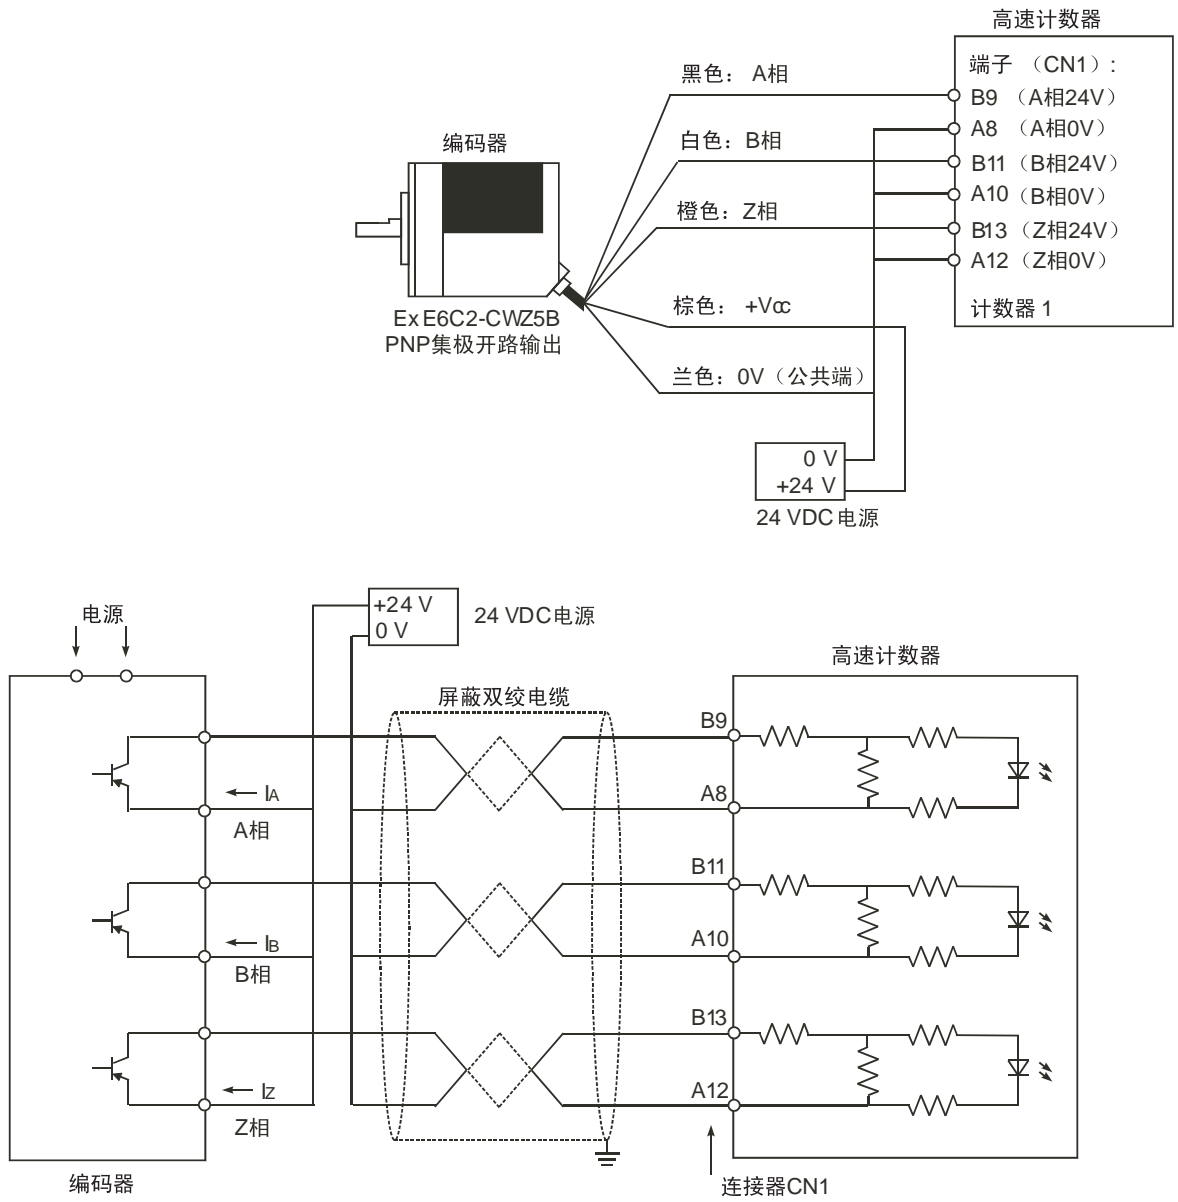 高速计数器
端子（CN1）:
黑色： A相
B9（A相24V）
A8（A相0V）
编码器
白色：B相
B11（B相24V）
A10（B相0V）
橙色：Z相
B13（Z相24V）
A12（Z相0V）
棕色：+Vcc
计数器 1
Ex E6C2-CWZ5B
PNP集极开路输出
兰色：0V（公共端）
0 V
+24 V
24 VDC 电源
电源
+24 V
0 V
24 VDC电源
高速计数器
屏蔽双绞电缆
B9
IA
A8
A相
B11
IB
A10
B相
B13
IZ
A12
Z相
编码器
连接器CN1